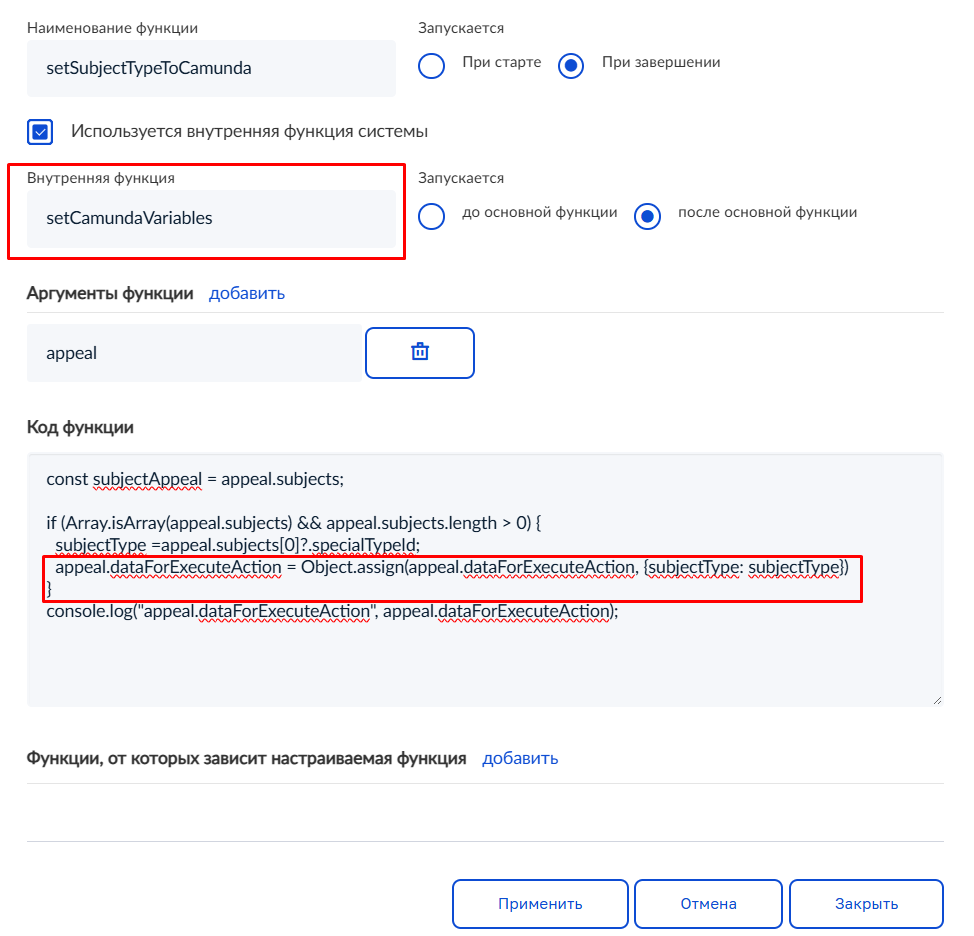 Наименование функции
Запускается
setSubjectTypeToCamunda
При старте
При завершении
Используется внутренняя функция системы
Внутренняя функция
Запускается
setCamundaVariables
до основной функции
после основной функции
Аргументы функции добавить
appeal
Код функции
const subjectAppeal = appeal.subjects;
if (Array.isArray(appeal.subjects) && appeal.subjects.length > 0) {
subjectType =appeal.subjects[0]?.specialTypeId;
appeal.dataForExecuteAction = Object.assign(appeal.dataForExecuteAction, {subjectType: subjectType})
}
console.log("appeal.dataForExecuteAction", appeal.dataForExecuteAction);
Функции, от которых зависит настраиваемая функция добавить
Применить
Отмена
Закрыть